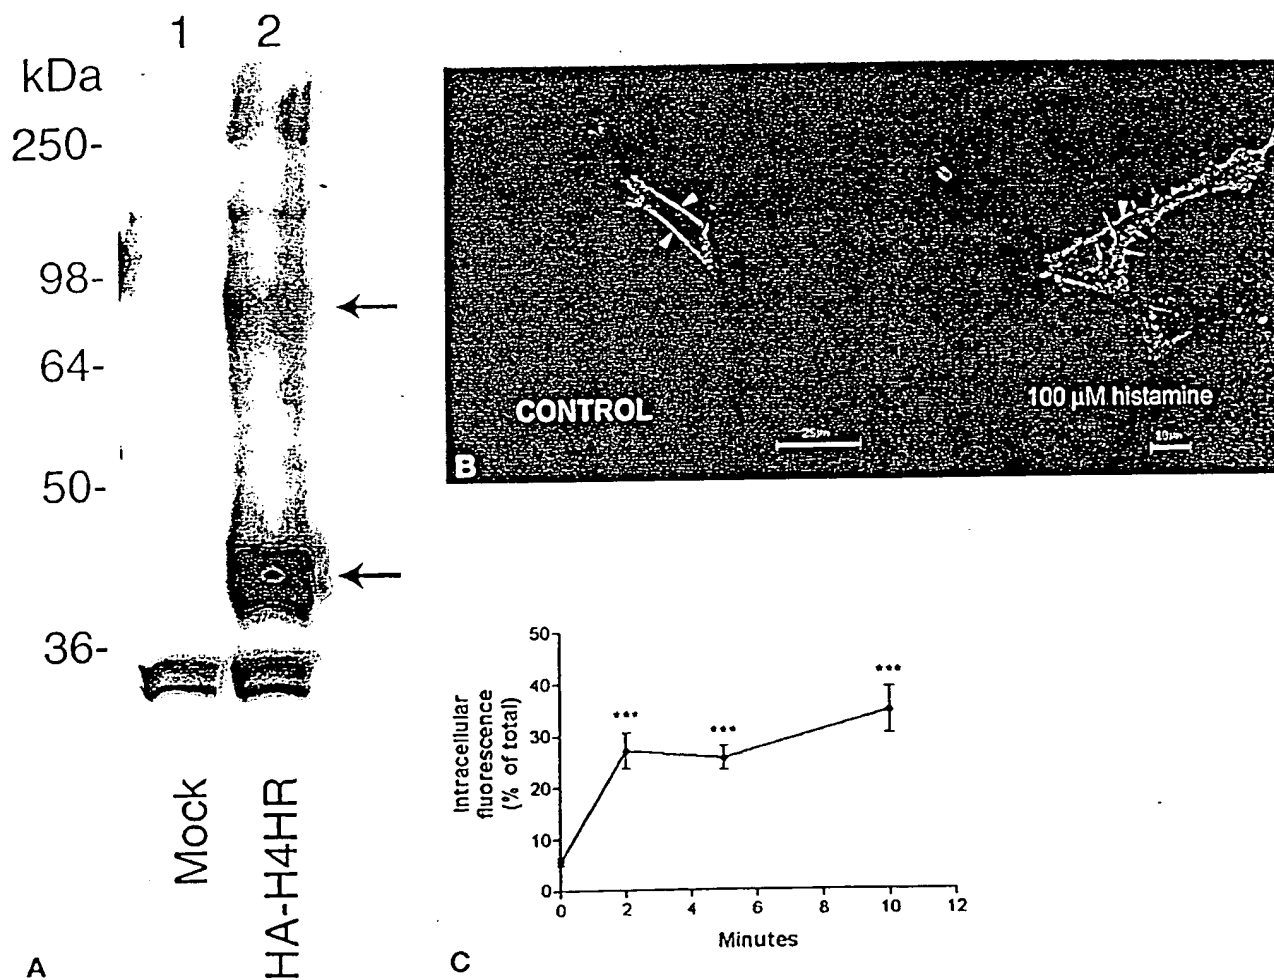 1 2
kDa
250-
98-
64-
50-
36-
Mock
HA-H4HR
A
CONTROL
100 µM histamine
B
50
40
30
20
10
0
0 2 4 6 8 10 12
***
***
***
Intracellular
fluorescence
(% of total)
Minutes
C